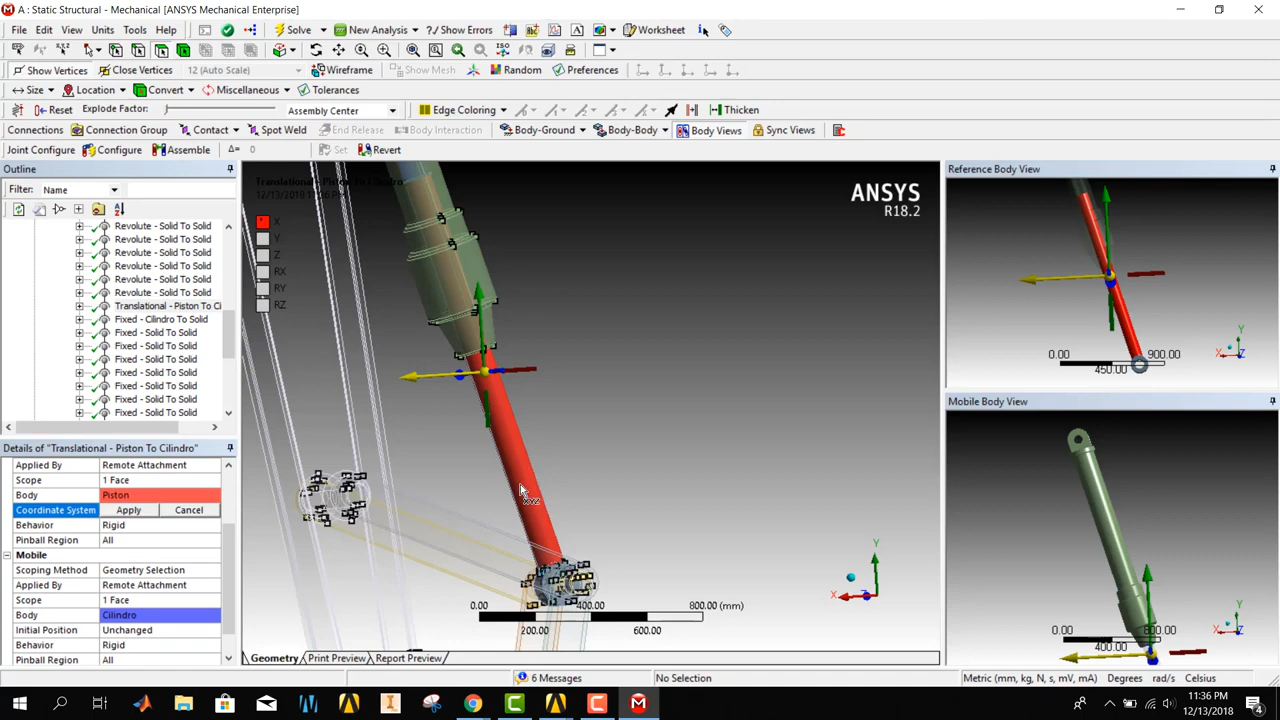 A : Static Structural - Mechanical [ANSYS Mechanical Enterprise]
File Edit View Units Tools Help Solve New Analysis Show Errors Worksheet
Show Vertices Close Vertices 12 (Auto Scale) Wireframe Show Mesh Random Preferences
Size Location Convert Miscellaneous Tolerances
Reset Explode Factor: Assembly Center Edge Coloring Thicken
Connections Connection Group Contact Spot Weld End Release Body Interaction Body-Ground Body-Body Body Views Sync Views
Joint Configure Configure Assemble Δ= 0 Set Revert
Outline
Filter: Name
Revolute - Solid To Solid
Revolute - Solid To Solid
Revolute - Solid To Solid
Revolute - Solid To Solid
Revolute - Solid To Solid
Revolute - Solid To Solid
Translational - Piston To Ci
Fixed - Cilindro To Solid
Fixed - Solid To Solid
Fixed - Solid To Solid
Fixed - Solid To Solid
Fixed - Solid To Solid
Fixed - Solid To Solid
Fixed - Solid To Solid
Fixed - Solid To Solid
Details of "Translational - Piston To Cilindro"
Applied By Remote Attachment
Scope 1 Face
Body Piston
Coordinate System Apply Cancel
Behavior Rigid
Pinball Region All
Mobile
Scoping Method Geometry Selection
Applied By Remote Attachment
Scope 1 Face
Body Cilindro
Initial Position Unchanged
Behavior Rigid
Pinball Region All
Translational - Piston To Cilindro
12/13/2018 11:36 PM
X
Y
Z
RX
RY
RZ
ANSYS
R18.2
0.00 400.00 800.00 (mm)
200.00 600.00
Y
X
Geometry Print Preview Report Preview
Reference Body View
0.00 900.00
450.00
Y
X Z
Mobile Body View
0.00 800.00
400.00
Y
X Z
6 Messages No Selection Metric (mm, kg, N, s, mV, mA) Degrees rad/s Celsius
11:36 PM
12/13/2018
4